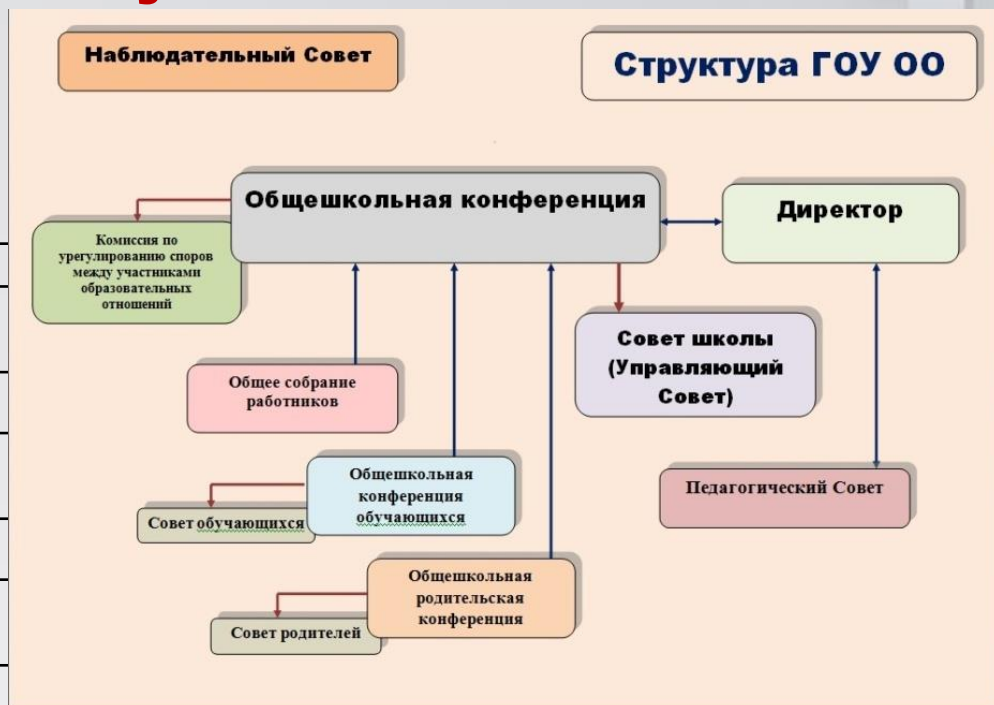 Наблюдательный Совет
Структура ГОУ ОО
Общешкольная конференция
Директор
Комиссия по
урегулированию споров
между участниками
образовательных
отношений
Совет школы
(Управляющий
Совет)
Общее собрание
работников
Общешкольная
конференция
обучающихся
Педагогический Совет
Совет обучающихся
Общешкольная
родительская
конференция
Совет родителей